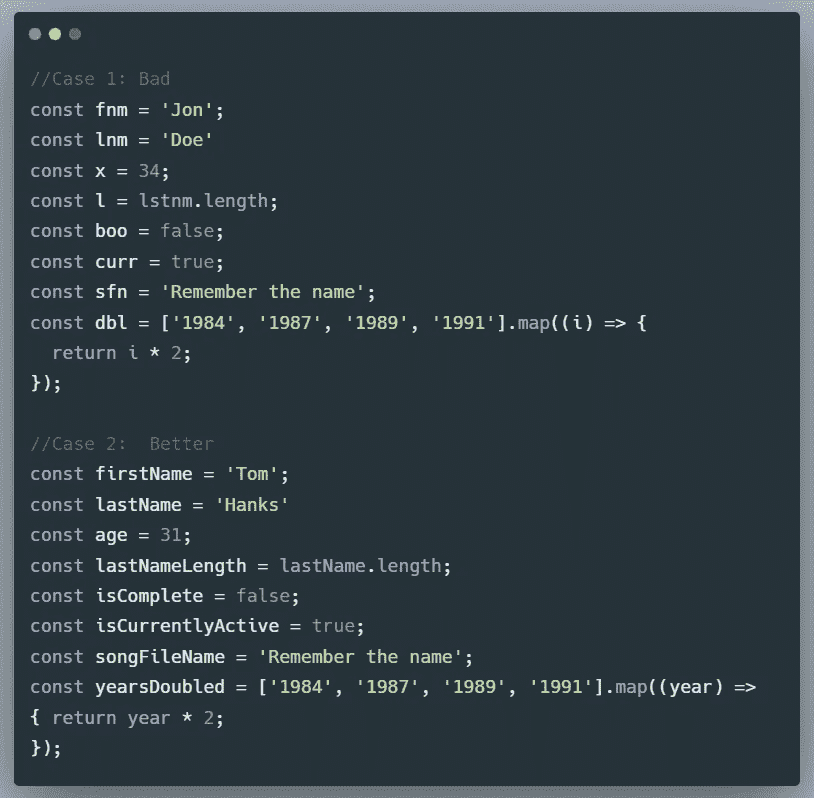 //Case 1: Bad
const fnm = 'Jon';
const lnm = 'Doe'
const x = 34;
const l = lstnm.length;
const boo = false;
const curr = true;
const sfn = 'Remember the name';
const dbl = ['1984', '1987', '1989', '1991'].map((i) => {
  return i * 2;
});

//Case 2:  Better
const firstName = 'Tom';
const lastName = 'Hanks'
const age = 31;
const lastNameLength = lastName.length;
const isComplete = false;
const isCurrentlyActive = true;
const songFileName = 'Remember the name';
const yearsDoubled = ['1984', '1987', '1989', '1991'].map((year) =>
{ return year * 2;
});